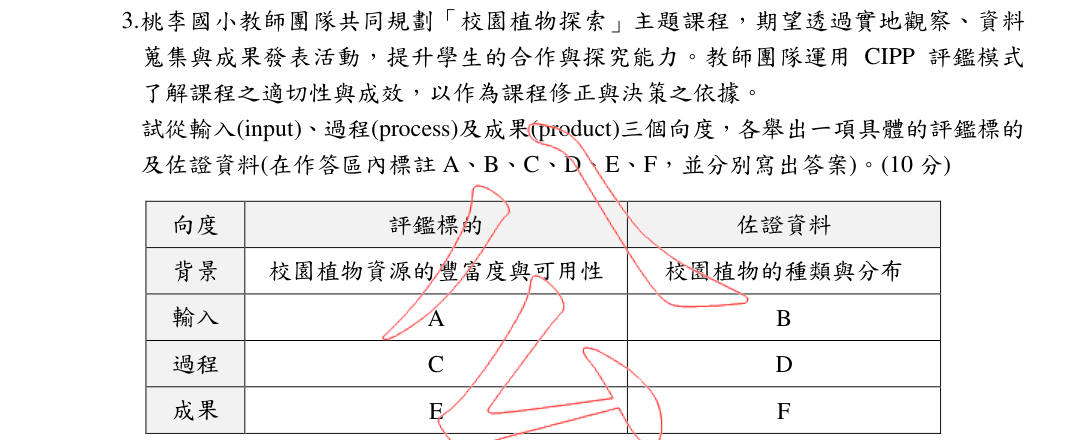 3.桃李國小教師團隊共同規劃「校園植物探索」主題課程，期望透過實地觀察、資料
蒐集與成果發表活動，提升學生的合作與探究能力。教師團隊運用 CIPP 評鑑模式
了解課程之適切性與成效，以作為課程修正與決策之依據。
試從輸入(input)、過程(process)及成果(product)三個向度，各舉出一項具體的評鑑標的
及佐證資料(在作答區內標註 A、B、C、D、E、F，並分別寫出答案)。(10 分)
向度 評鑑標的 佐證資料
背景 校園植物資源的豐富度與可用性 校園植物的種類與分布
輸入 A B
過程 C D
成果 E F